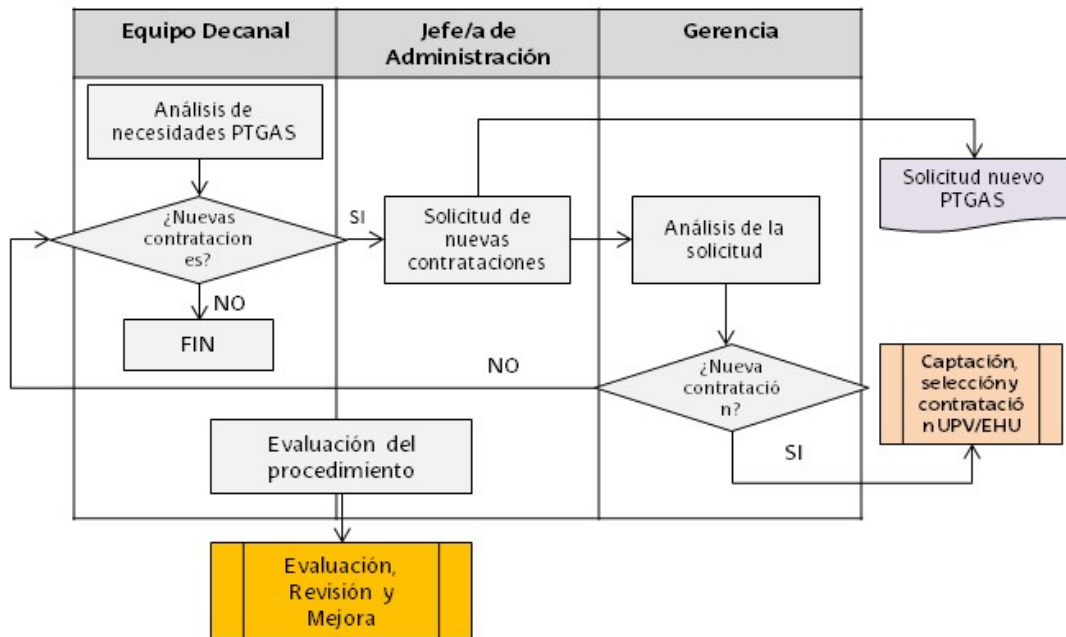 Equipo Decanal
Jefe/a de
Administración
Gerencia
Análisis de
necesidades PTGAS
¿Nuevas
contratacion
es?
SI
NO
FIN
Solicitud de
nuevas
contrataciones
Análisis de la
solicitud
Solicitud nuevo
PTGAS
¿Nueva
contratació
n?
NO
SI
Captación,
selección y
contratació
n UPV/EHU
Evaluación del
procedimiento
Evaluación,
Revisión y
Mejora